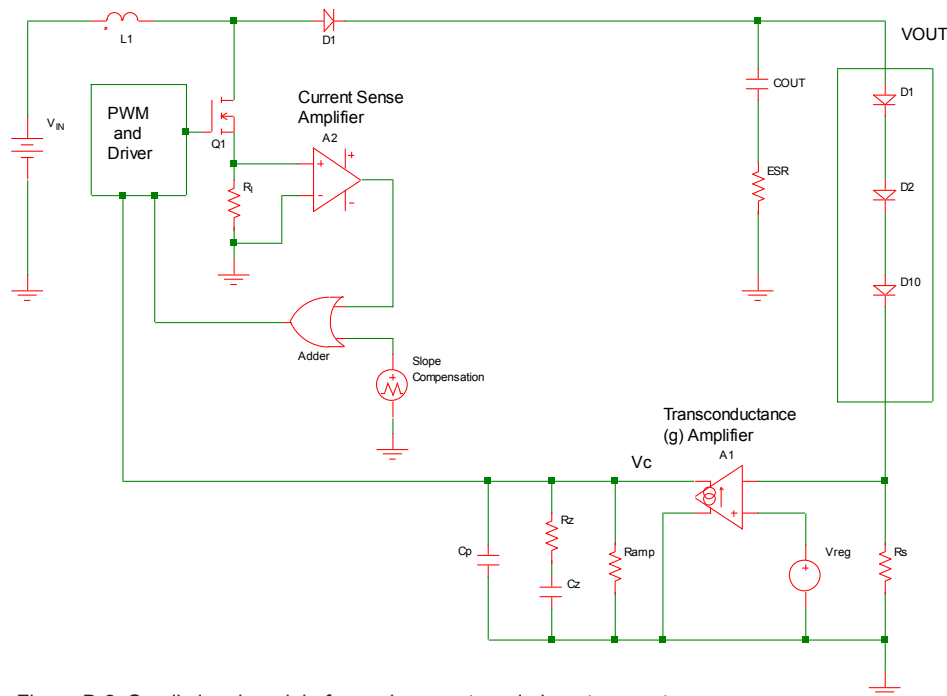 VOUT
L1
D1
COUT
D1
PWM
and
Driver
Current Sense
Amplifier
A2
+
V_IN
Q1
+
−
−
R_i
ESR
D2
D10
Adder
+
Slope
Compensation
Transconductance
(g) Amplifier
A1
Vc
+
Rz
Cp
Ramp
Vreg
+
Rs
Cz